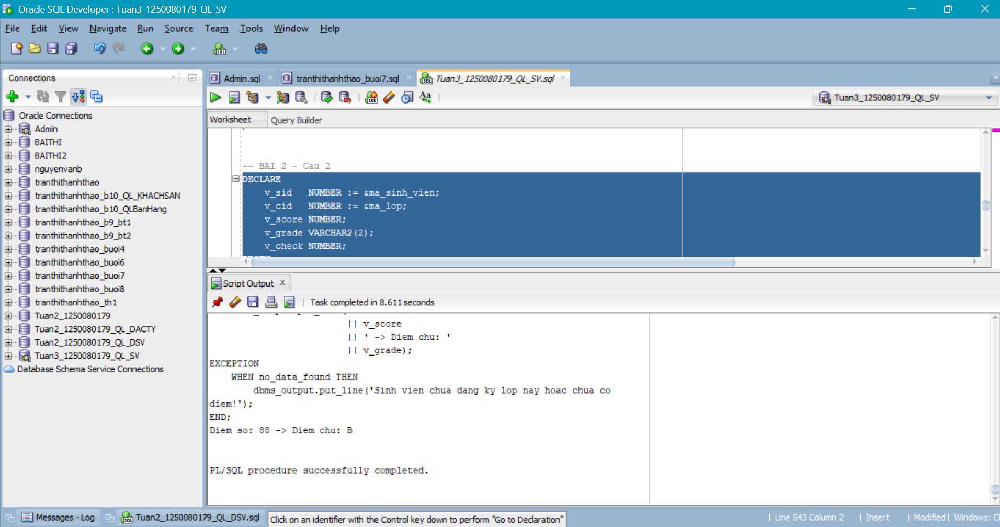 Oracle SQL Developer : Tuan3_1250080179_QL_SV
File Edit View Navigate Run Source Team Tools Window Help
Connections
Oracle Connections
Admin
BAITHI
BAITHI2
nguyenvanb
tranthithanhthao
tranthithanhthao_b10_QL_KHACHSAN
tranthithanhthao_b10_QLBanHang
tranthithanhthao_b9_bt1
tranthithanhthao_b9_bt2
tranthithanhthao_buoi4
tranthithanhthao_buoi6
tranthithanhthao_buoi7
tranthithanhthao_buoi8
tranthithanhthao_th1
Tuan2_1250080179
Tuan2_1250080179_QL_DACTY
Tuan2_1250080179_QL_DSV
Tuan3_1250080179_QL_SV
Database Schema Service Connections
Admin.sql tranthithanhthao_buoi7.sql Tuan3_1250080179_QL_SV.sql
Tuan3_1250080179_QL_SV
Worksheet Query Builder
-- BAI 2 - Cau 2
DECLARE
v_sid NUMBER := &ma_sinh_vien;
v_cid NUMBER := &ma_lop;
v_score NUMBER;
v_grade VARCHAR2(2);
v_check NUMBER;
Script Output
Task completed in 8.611 seconds
|| v_score
|| ' -> Diem chu: '
|| v_grade);
EXCEPTION
WHEN no_data_found THEN
dbms_output.put_line('Sinh vien chua dang ky lop nay hoac chua co
diem!');
END;
Diem so: 88 -> Diem chu: B
PL/SQL procedure successfully completed.
Messages - Log Tuan2_1250080179_QL_DSV.sql Click on an identifier with the Control key down to perform "Go to Declaration" | Line 543 Column 2 | Insert | Modified | Windows: